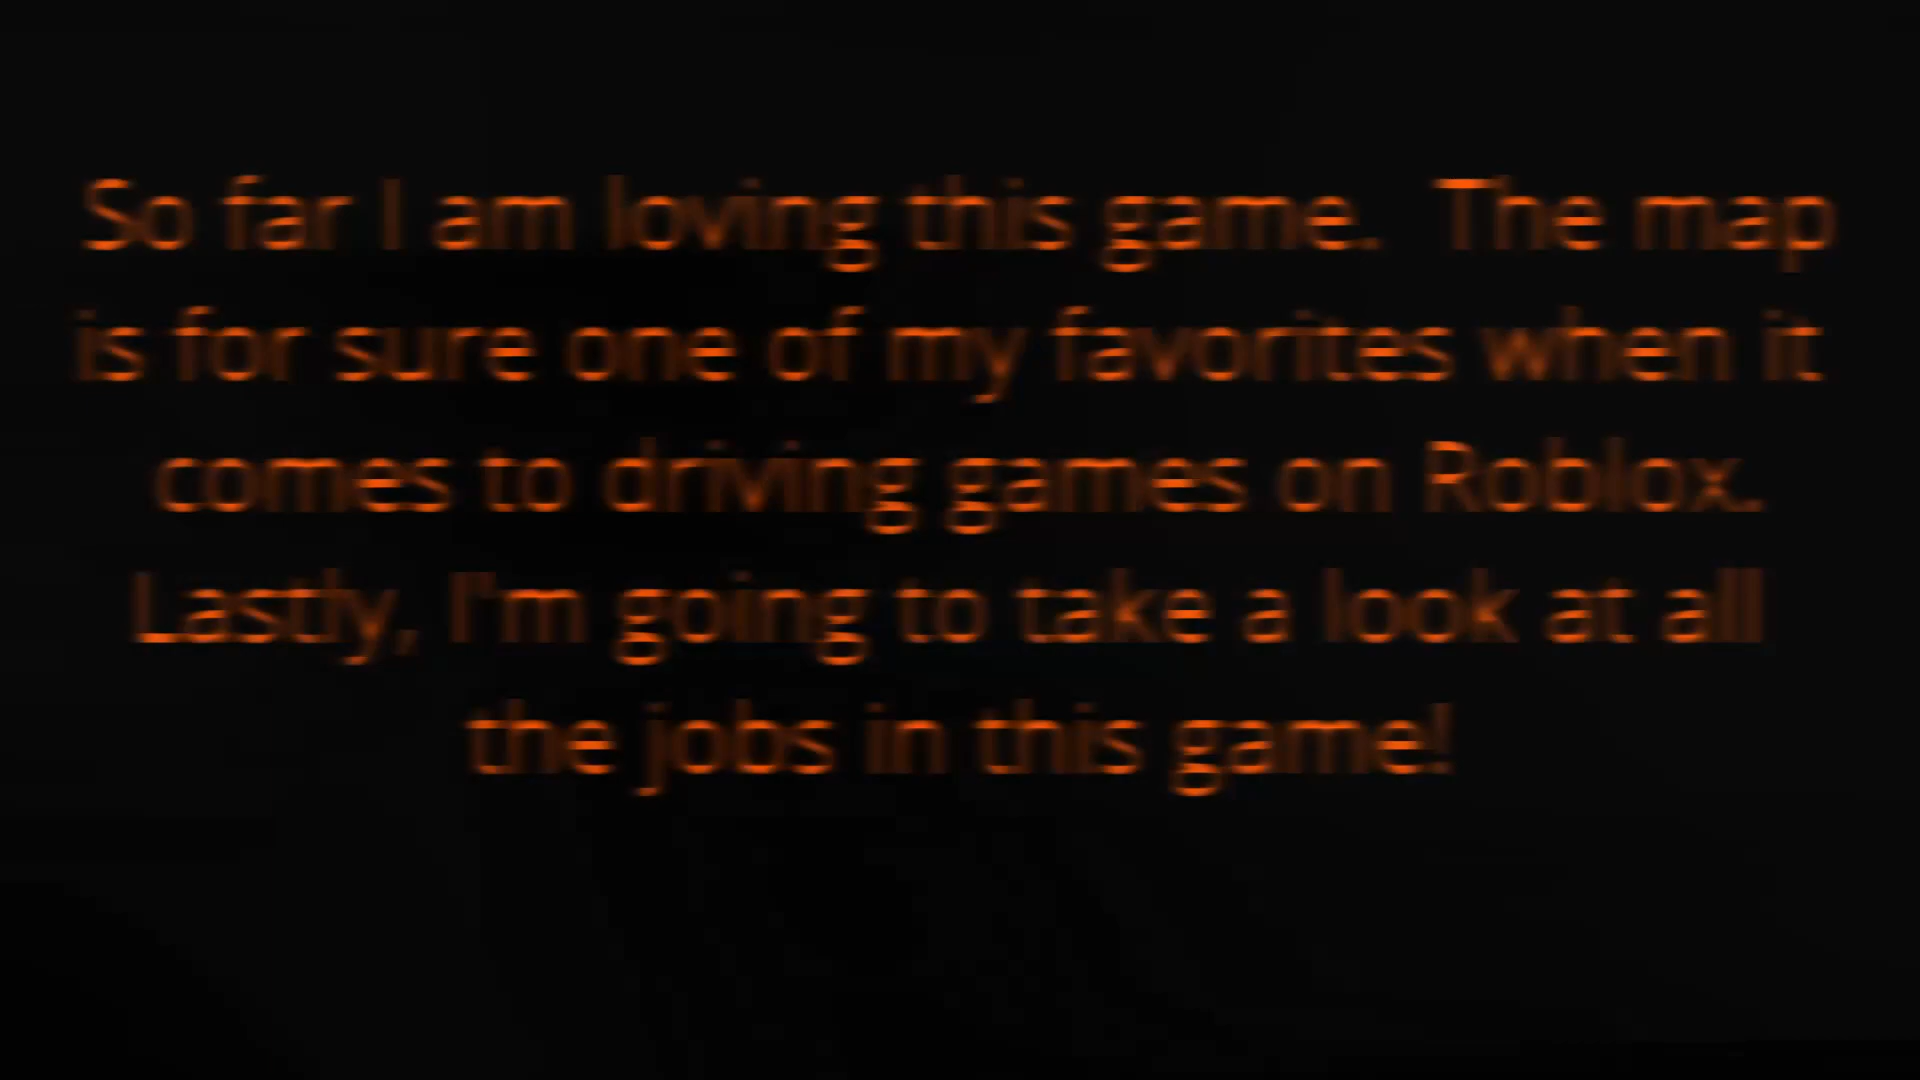 So far I am loving this game.  The map
is for sure one of my favorites when it
comes to driving games on Roblox.
Lastly, I'm going to take a look at all
the jobs in this game!